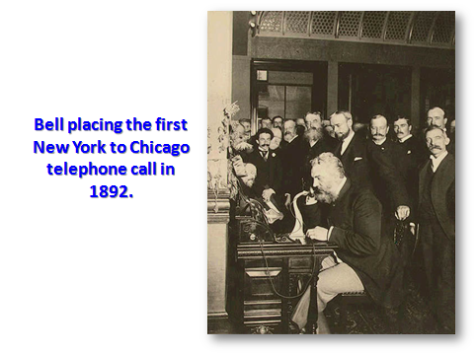 Bell placing the first
New York to Chicago
telephone call in
1892.